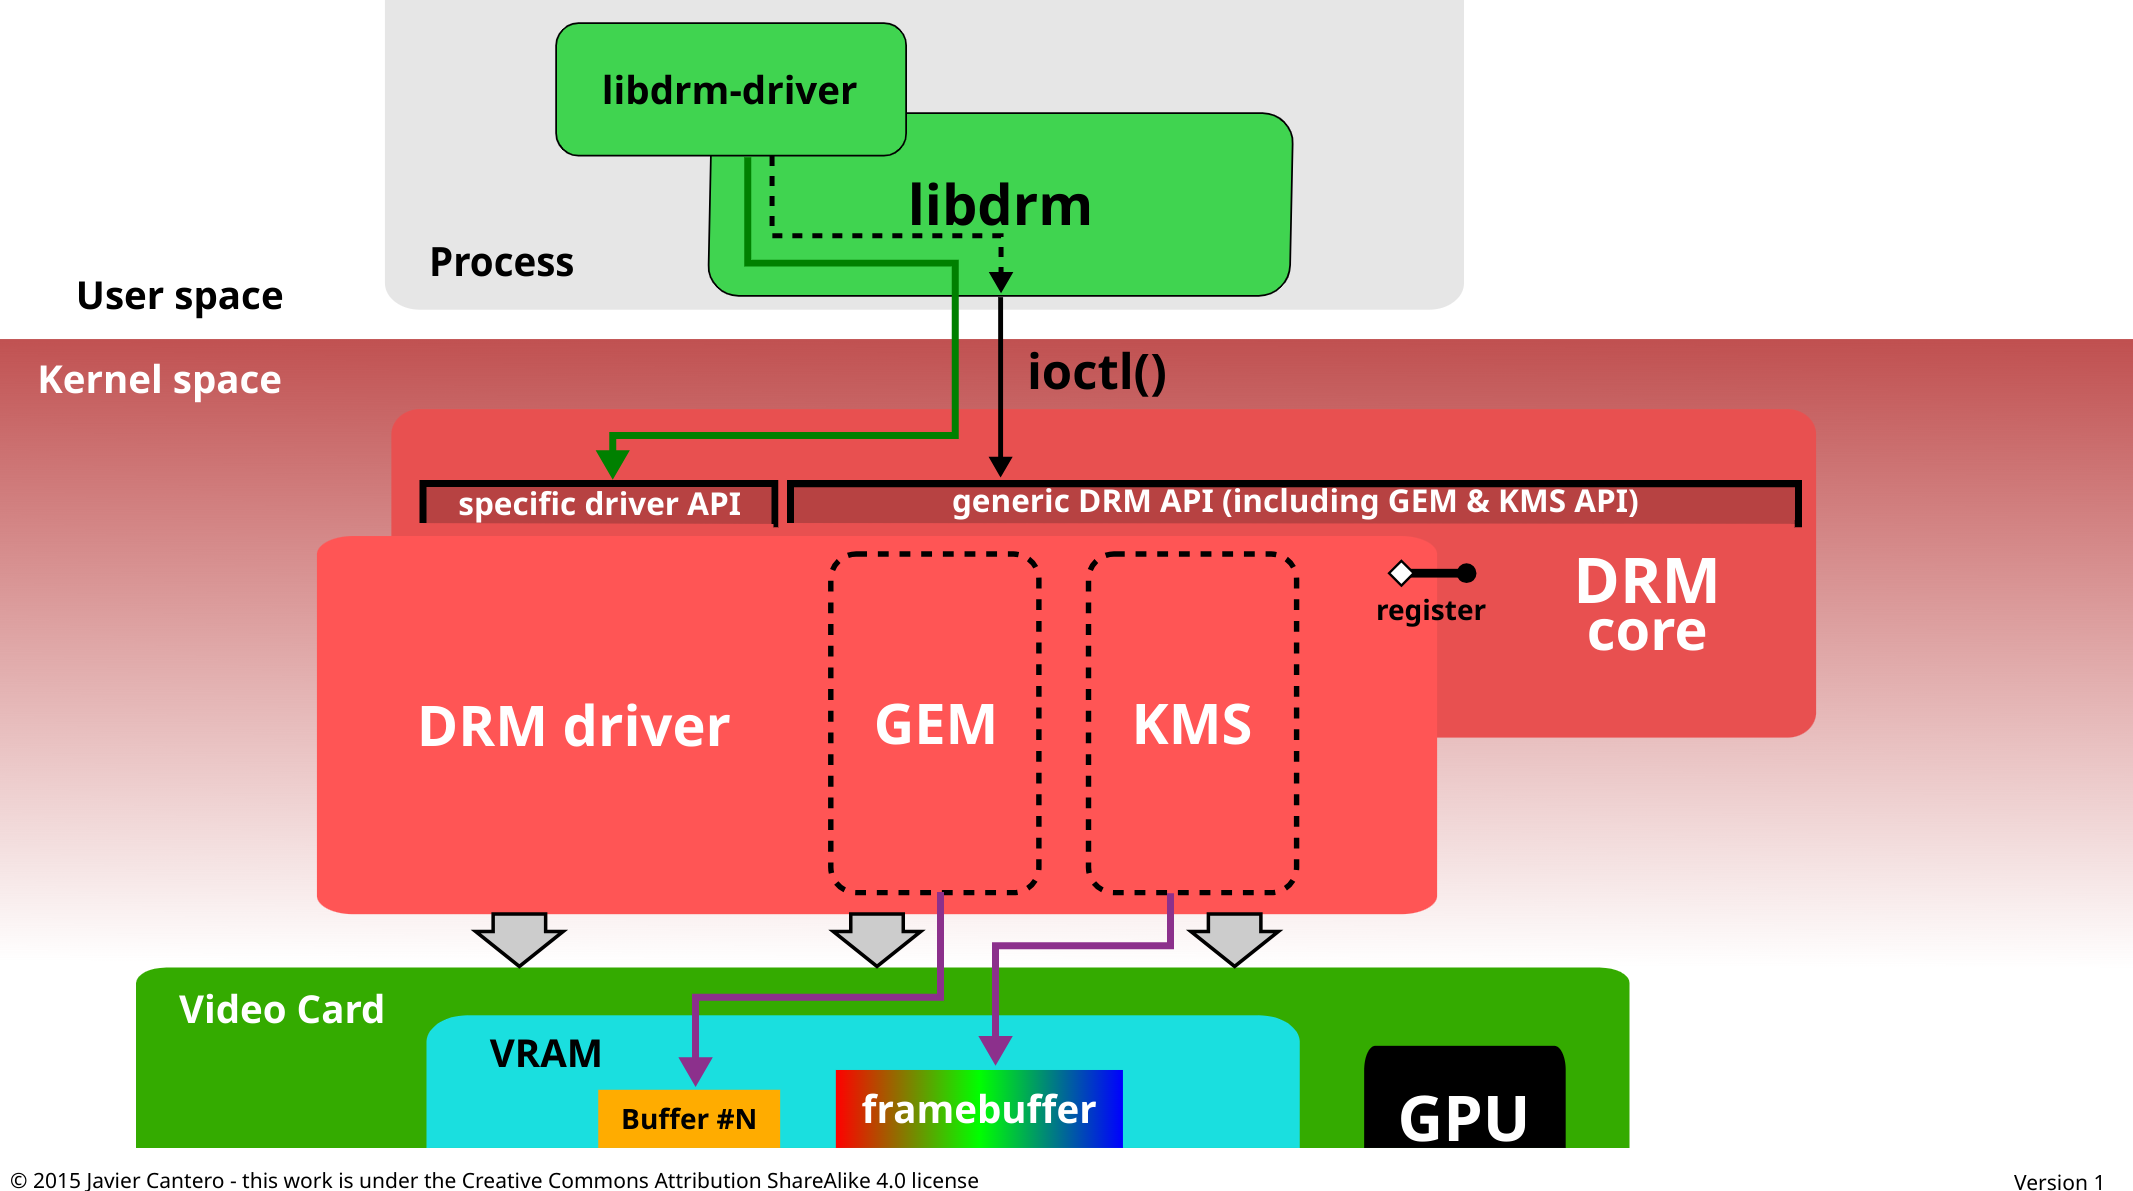 libdrm-driver
libdrm
Process
User space
Kernel space
ioctl()
specific driver API
generic DRM API (including GEM & KMS API)
register
DRM
core
DRM driver
GEM
KMS
Video Card
VRAM
Buffer #N
framebuffer
GPU
© 2015 Javier Cantero - this work is under the Creative Commons Attribution ShareAlike 4.0 license
Version 1